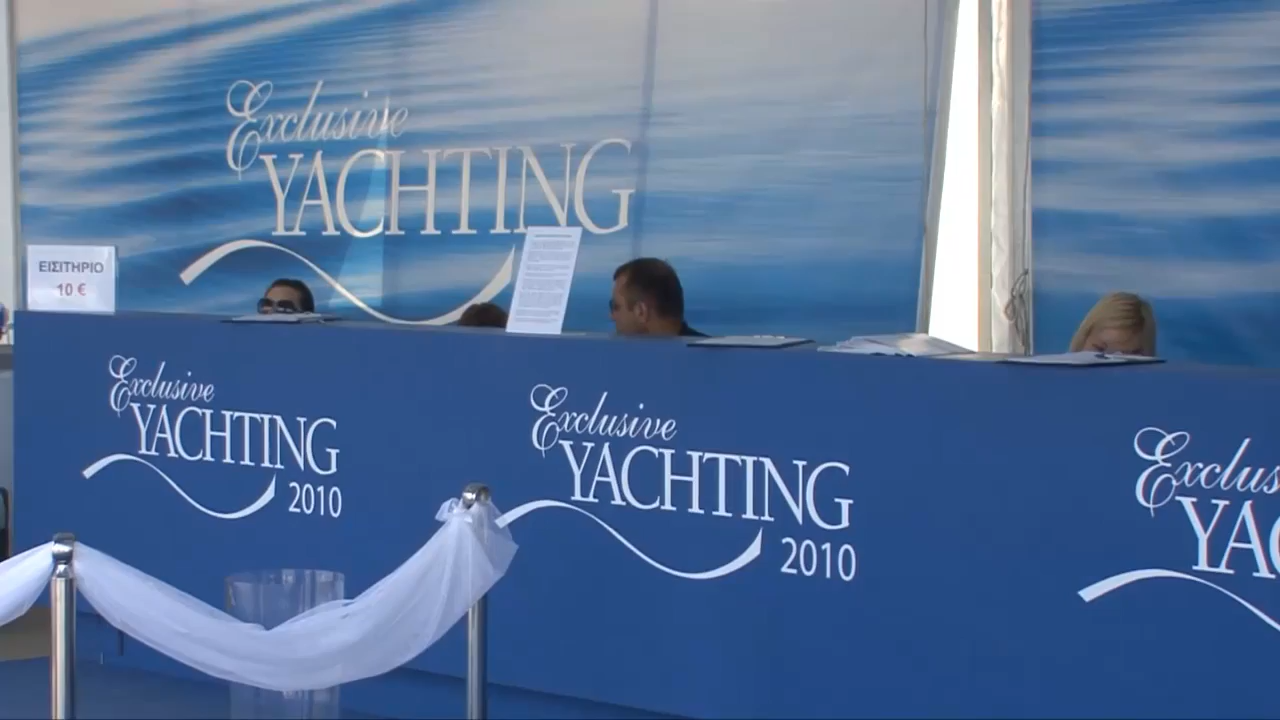 Exclusive
YACHTING
ΕΙΣΙΤΗΡΙΟ
10 €
Exclusive
YACHTING
2010
Exclusive
YACHTING
2010
Exclus
YAC